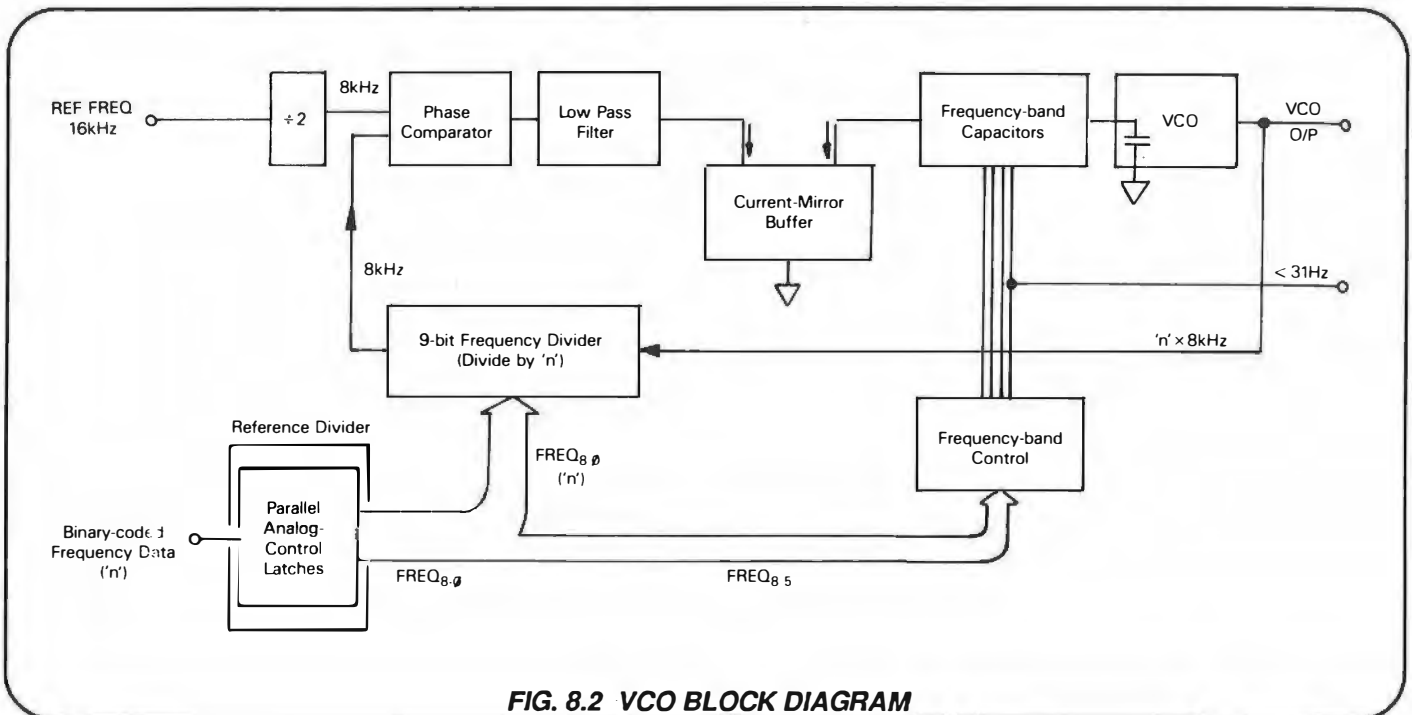 REF FREQ
16kHz
÷2
8kHz
Phase
Comparator
Low Pass
Filter
Current-Mirror
Buffer
Frequency-band
Capacitors
VCO
VCO
O/P
< 31Hz
8kHz
9-bit Frequency Divider
(Divide by 'n')
'n' × 8kHz
Reference Divider
FREQ8 0
('n')
Frequency-band
Control
Parallel
Analog-
Control
Latches
Binary-coded
Frequency Data
('n')
FREQ8-0
FREQ8 5
FIG. 8.2 VCO BLOCK DIAGRAM